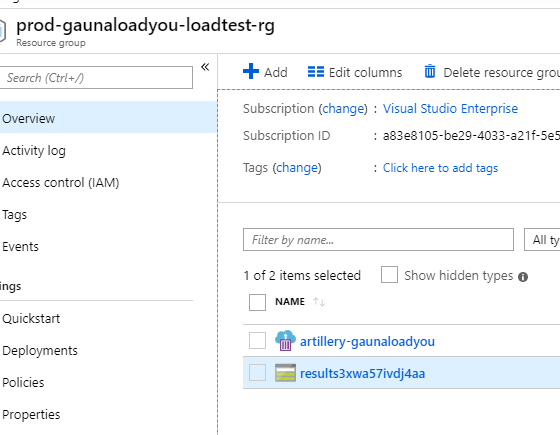 prod-gaunaloadyou-loadtest-rg
Resource group
Search (Ctrl+/)
Overview
Activity log
Access control (IAM)
Tags
Events
ngs
Quickstart
Deployments
Policies
Properties
Add Edit columns Delete resource grou
Subscription (change) : Visual Studio Enterprise
Subscription ID : a83e8105-be29-4033-a21f-5e5
Tags (change) : Click here to add tags
Filter by name... All ty
1 of 2 items selected Show hidden types
NAME
artillery-gaunaloadyou
results3xwa57ivdj4aa